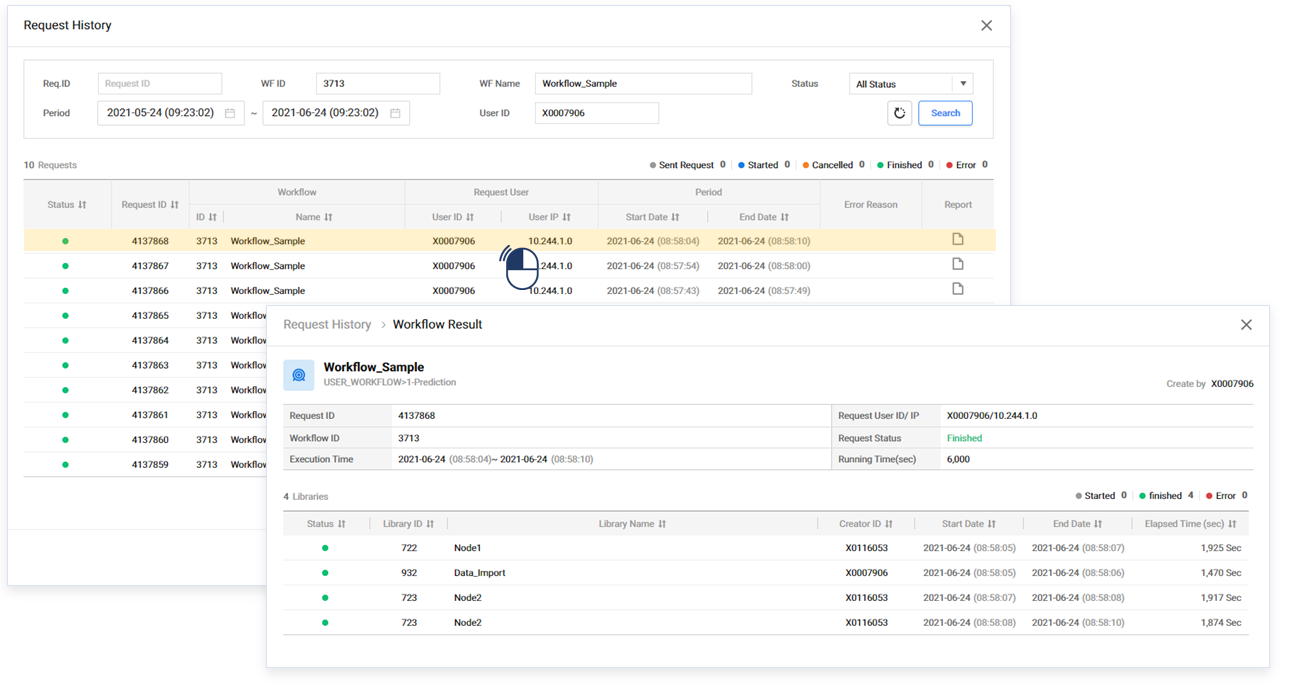 Request History
Req.ID Request ID WF ID 3713 WF Name Workflow_Sample Status All Status
Period 2021-05-24 (09:23:02) ~ 2021-06-24 (09:23:02) User ID X0007906 Search
10 Requests Sent Request 0 Started 0 Cancelled 0 Finished 0 Error 0
Workflow Request User Period
Status Request ID Error Reason Report
ID Name User ID User IP Start Date End Date
4137868 3713 Workflow_Sample X0007906 10.244.1.0 2021-06-24 (08:58:04) 2021-06-24 (08:58:10)
4137867 3713 Workflow_Sample X0007906 .244.1.0 2021-06-24 (08:57:54) 2021-06-24 (08:58:00)
4137866 3713 Workflow_Sample X0007906 10.244.1.0 2021-06-24 (08:57:43) 2021-06-24 (08:57:49)
4137865 3713 Workflo
4137864 3713 Workflo
4137863 3713 Workflo
4137862 3713 Workflo
4137861 3713 Workflo
4137860 3713 Workflo
4137859 3713 Workflo
Request History > Workflow Result
Workflow_Sample
USER_WORKFLOW>1-Prediction
Create by X0007906
Request ID 4137868 Request User ID/ IP X0007906/10.244.1.0
Workflow ID 3713 Request Status Finished
Execution Time 2021-06-24 (08:58:04)~ 2021-06-24 (08:58:10) Running Time(sec) 6,000
4 Libraries Started 0 finished 4 Error 0
Status Library ID Library Name Creator ID Start Date End Date Elapsed Time (sec)
722 Node1 X0116053 2021-06-24 (08:58:05) 2021-06-24 (08:58:07) 1,925 Sec
932 Data_Import X0007906 2021-06-24 (08:58:05) 2021-06-24 (08:58:06) 1,470 Sec
723 Node2 X0116053 2021-06-24 (08:58:07) 2021-06-24 (08:58:08) 1,917 Sec
723 Node2 X0116053 2021-06-24 (08:58:08) 2021-06-24 (08:58:10) 1,874 Sec